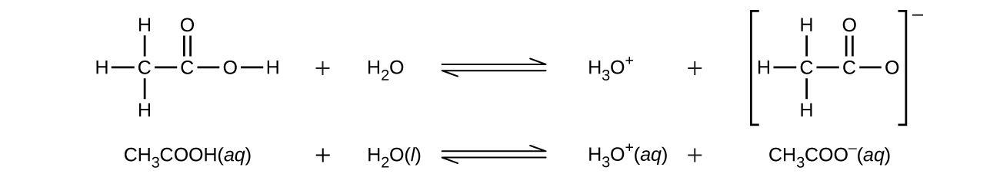 H O H
H C C O H + H₂O ⇌ H₃O⁺ + [H C C O]⁻
H H
CH₃COOH(aq) + H₂O(l) ⇌ H₃O⁺(aq) + CH₃COO⁻(aq)